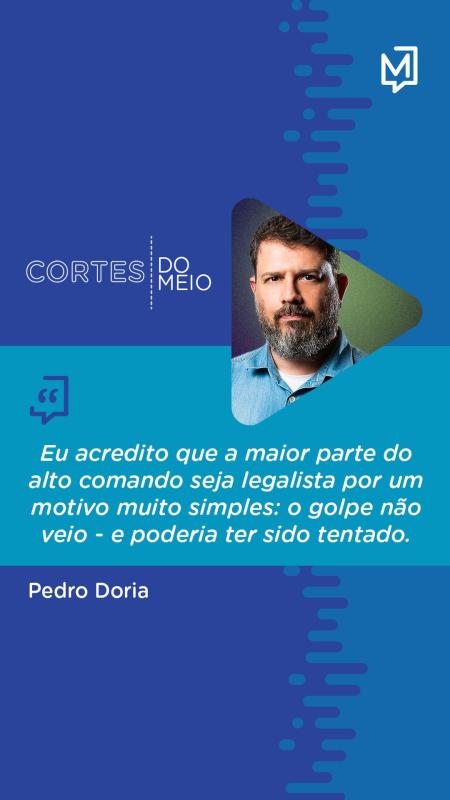 M
CORTES DO
MEIO
Eu acredito que a maior parte do
alto comando seja legalista por um
motivo muito simples: o golpe não
veio - e poderia ter sido tentado.
Pedro Doria